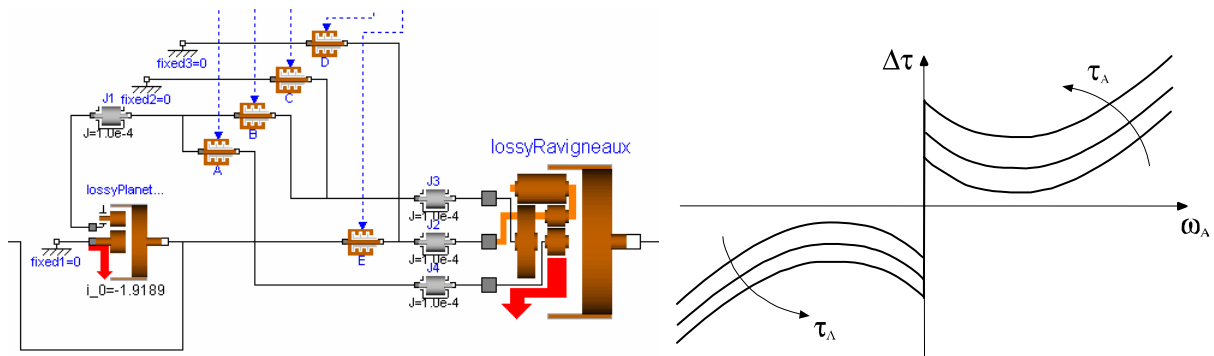 D
fixed3=0
C
fixed2=0
J1
J=1.0e-4
B
A
lossyRavigneaux
lossyPlanet...
J3
J=1.0e-4
J2
J=1.0e-4
E
J4
J=1.0e-4
fixed1=0
i_0=-1.9189
Δτ
τA
ωA
τA